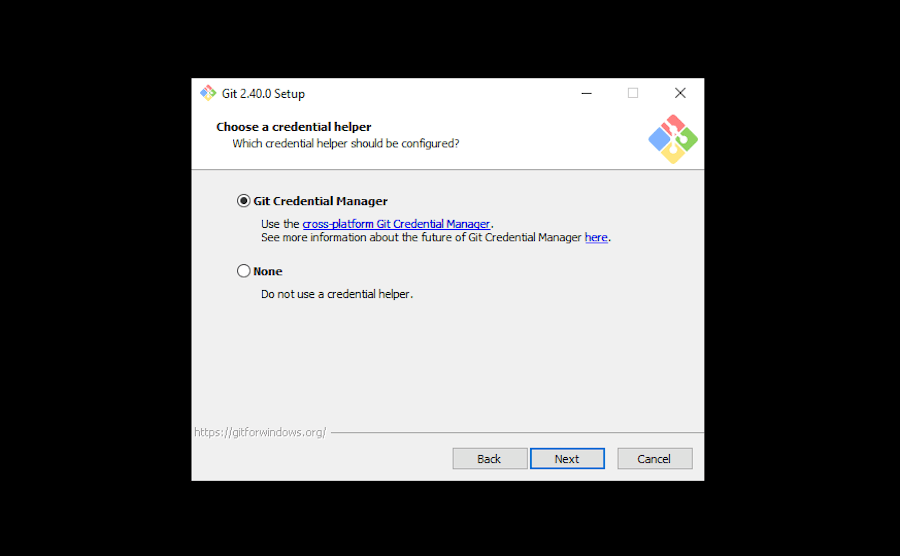 Git 2.40.0 Setup
Choose a credential helper
Which credential helper should be configured?
Git Credential Manager
Use the cross-platform Git Credential Manager.
See more information about the future of Git Credential Manager here.
None
Do not use a credential helper.
https://gitforwindows.org/
Back Next Cancel